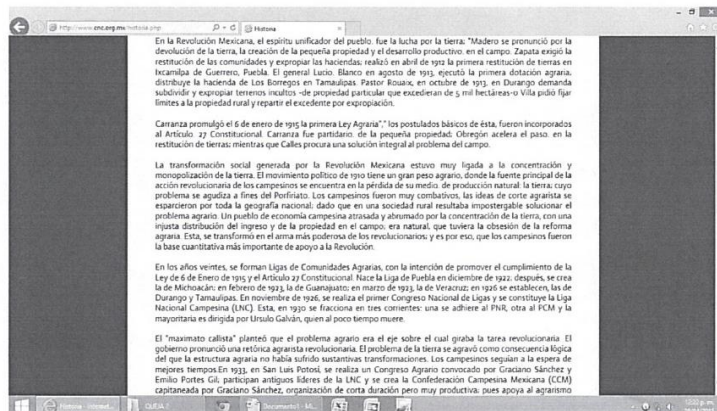 http://www.cnc.org.mx/historia.php
Historia
En la Revolución Mexicana, el espíritu unificador del pueblo, fue la lucha por la tierra; "Madero se pronunció por la
devolución de la tierra, la creación de la pequeña propiedad y el desarrollo productivo, en el campo. Zapata exigió la
restitución de las comunidades y expropiar las haciendas; realizó en abril de 1912 la primera restitución de tierras en
Ixcamilpa de Guerrero, Puebla. El general Lucio. Blanco en agosto de 1913, ejecutó la primera dotación agraria,
distribuye la hacienda de Los Borregos en Tamaulipas. Pastor Rouaix, en octubre de 1913, en Durango demanda
subdividir y expropiar terrenos incultos -de propiedad particular que excedieran de 5 mil hectáreas-o Villa pidió fijar
límites a la propiedad rural y repartir el excedente por expropiación.
Carranza promulgó el 6 de enero de 1915 la primera Ley Agraria"," los postulados básicos de ésta, fueron incorporados
al Artículo. 27 Constitucional. Carranza fue partidario. de la pequeña propiedad; Obregón acelera el paso. en la
restitución de tierras; mientras que Calles procura una solución integral al problema del campo.
La transformación social generada por la Revolución Mexicana estuvo muy ligada a la concentración y
monopolización de la tierra. El movimiento político de 1910 tiene un gran peso agrario, donde la fuente principal de la
acción revolucionaria de los campesinos se encuentra en la pérdida de su medio. de producción natural: la tierra; cuyo
problema se agudiza a fines del Porfiriato. Los campesinos fueron muy combativos, las ideas de corte agrarista se
esparcieron por toda la geografía nacional; dado que en una sociedad rural resultaba impostergable solucionar el
problema agrario. Un pueblo de economía campesina atrasada y abrumado por la concentración de la tierra, con una
injusta distribución del ingreso y de la propiedad en el campo; era natural, que tuviera la obsesión de la reforma
agraria. Esta, se transformó en el arma más poderosa de los revolucionarios; y es por eso, que los campesinos fueron
la base cuantitativa más importante de apoyo a la Revolución.
En los años veintes, se forman Ligas de Comunidades Agrarias, con la intención de promover el cumplimiento de la
Ley de 6 de Enero de 1915 y el Artículo 27 Constitucional. Nace la Liga de Puebla en diciembre de 1922; después, se crea
la de Michoacán; en febrero de 1923, la de Guanajuato; en marzo de 1923, la de Veracruz; en 1926 se establecen, las de
Durango y Tamaulipas. En noviembre de 1926, se realiza el primer Congreso Nacional de Ligas y se constituye la Liga
Nacional Campesina (LNC). Esta, en 1930 se fracciona en tres corrientes: una se adhiere al PNR, otra al PCM y la
mayoritaria es dirigida por Ursulo Galván, quien al poco tiempo muere.
El "maximato callista" planteó que el problema agrario era el eje sobre el cual giraba la tarea revolucionaria. El
gobierno pronunció una retórica agrarista revolucionaria. El problema de la tierra se agravó como consecuencia lógica
del que la estructura agraria no había sufrido sustantivas transformaciones. Los campesinos seguían a la espera de
mejores tiempos.En 1933, en San Luis Potosí, se realiza un Congreso Agrario convocado por Graciano Sánchez y
Emilio Portes Gil; participan antiguos líderes de la LNC y se crea la Confederación Campesina Mexicana (CCM)
capitaneada por Graciano Sánchez, organización de corta duración pero muy productiva; pues apoya al agrarismo
Historia - Internet...
Documento1 - M...